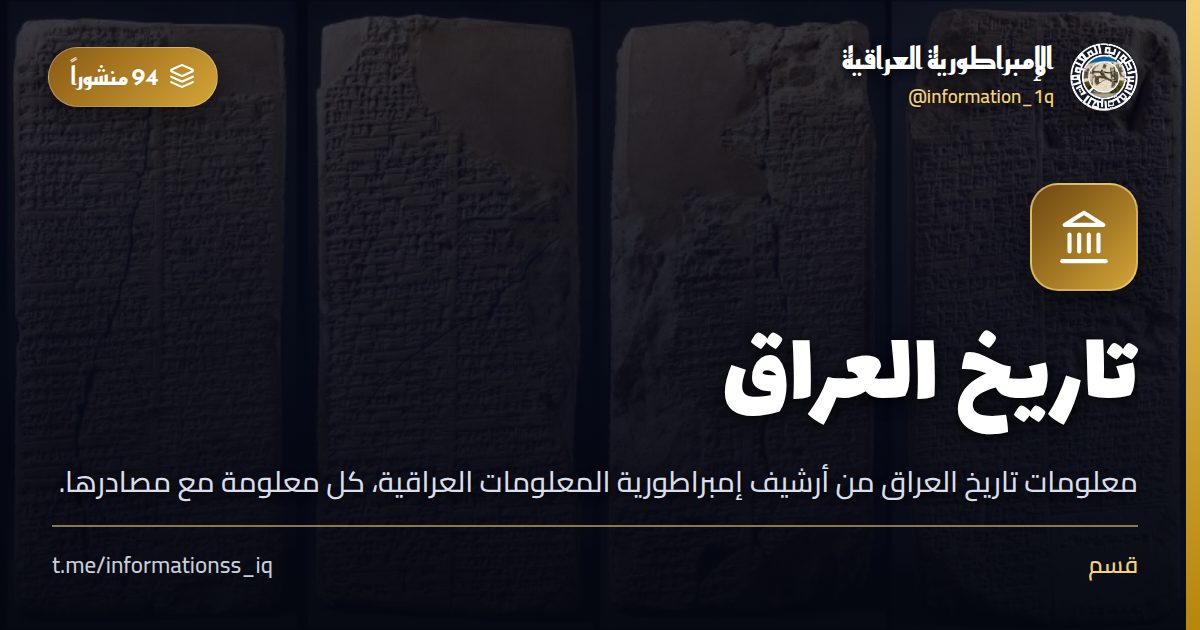 الإمبراطورية العراقية
@information_1q
94 منشوراً
تاريخ العراق
معلومات تاريخ العراق من أرشيف إمبراطورية المعلومات العراقية، كل معلومة مع مصادرها.
قسم
t.me/informationss_iq